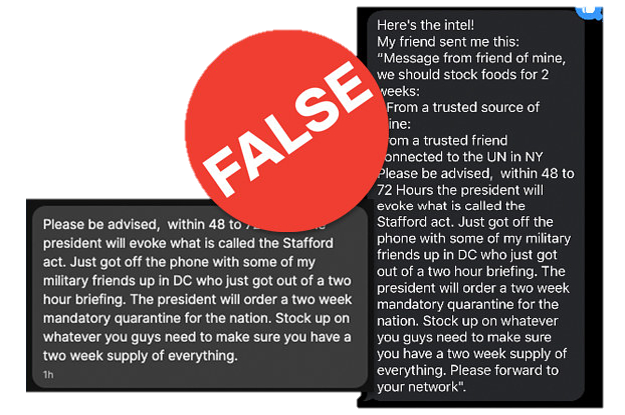 Here's the intel!
My friend sent me this:
"Message from friend of mine,
we should stock foods for 2
weeks:
From a trusted source of
ine:
rom a trusted friend
onnected to the UN in NY
Please be advised, within 48 to
72 Hours the president will
evoke what is called the
Stafford act. Just got off the
phone with some of my military
friends up in DC who just got
out of a two hour briefing. The
president will order a two week
mandatory quarantine for the
nation. Stock up on whatever
you guys need to make sure
you have a two week supply of
everything. Please forward to
your network".
FALSE
Please be advised, within 48 to
president will evoke what is called the Stafford
act. Just got off the phone with some of my
military friends up in DC who just got out of a two
hour briefing. The president will order a two week
mandatory quarantine for the nation. Stock up on
whatever you guys need to make sure you have a
two week supply of everything.
1h